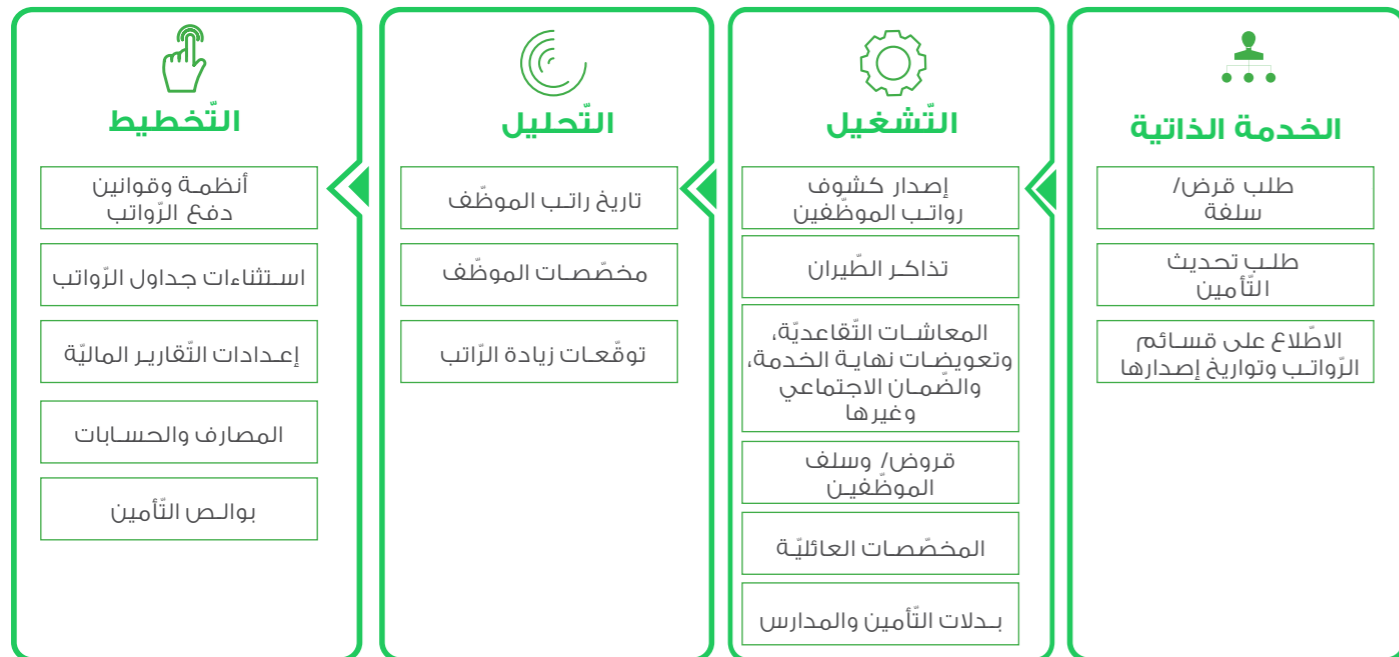 الخدمة الذاتية
طلب قرض/
سلفة
طلب تحديث
التّأمين
الاطّلاع على قسائم
الرّواتب وتواريخ إصدارها
التّشغيل
إصدار كشوف
رواتب الموظّفين
تذاكر الطّيران
المعاشات التّقاعديّة،
وتعويضات نهاية الخدمة،
والضّمان الاجتماعي
وغيرها
قروض/ وسلف
الموظّفين
المخصّصات العائليّة
بدلات التّأمين والمدارس
التّحليل
تاريخ راتب الموظّف
مخصّصات الموظّف
توقّعات زيادة الرّاتب
التّخطيط
أنظمة وقوانين
دفع الرّواتب
استثناءات جداول الرّواتب
إعدادات التّقارير الماليّة
المصارف والحسابات
بوالص التّأمين